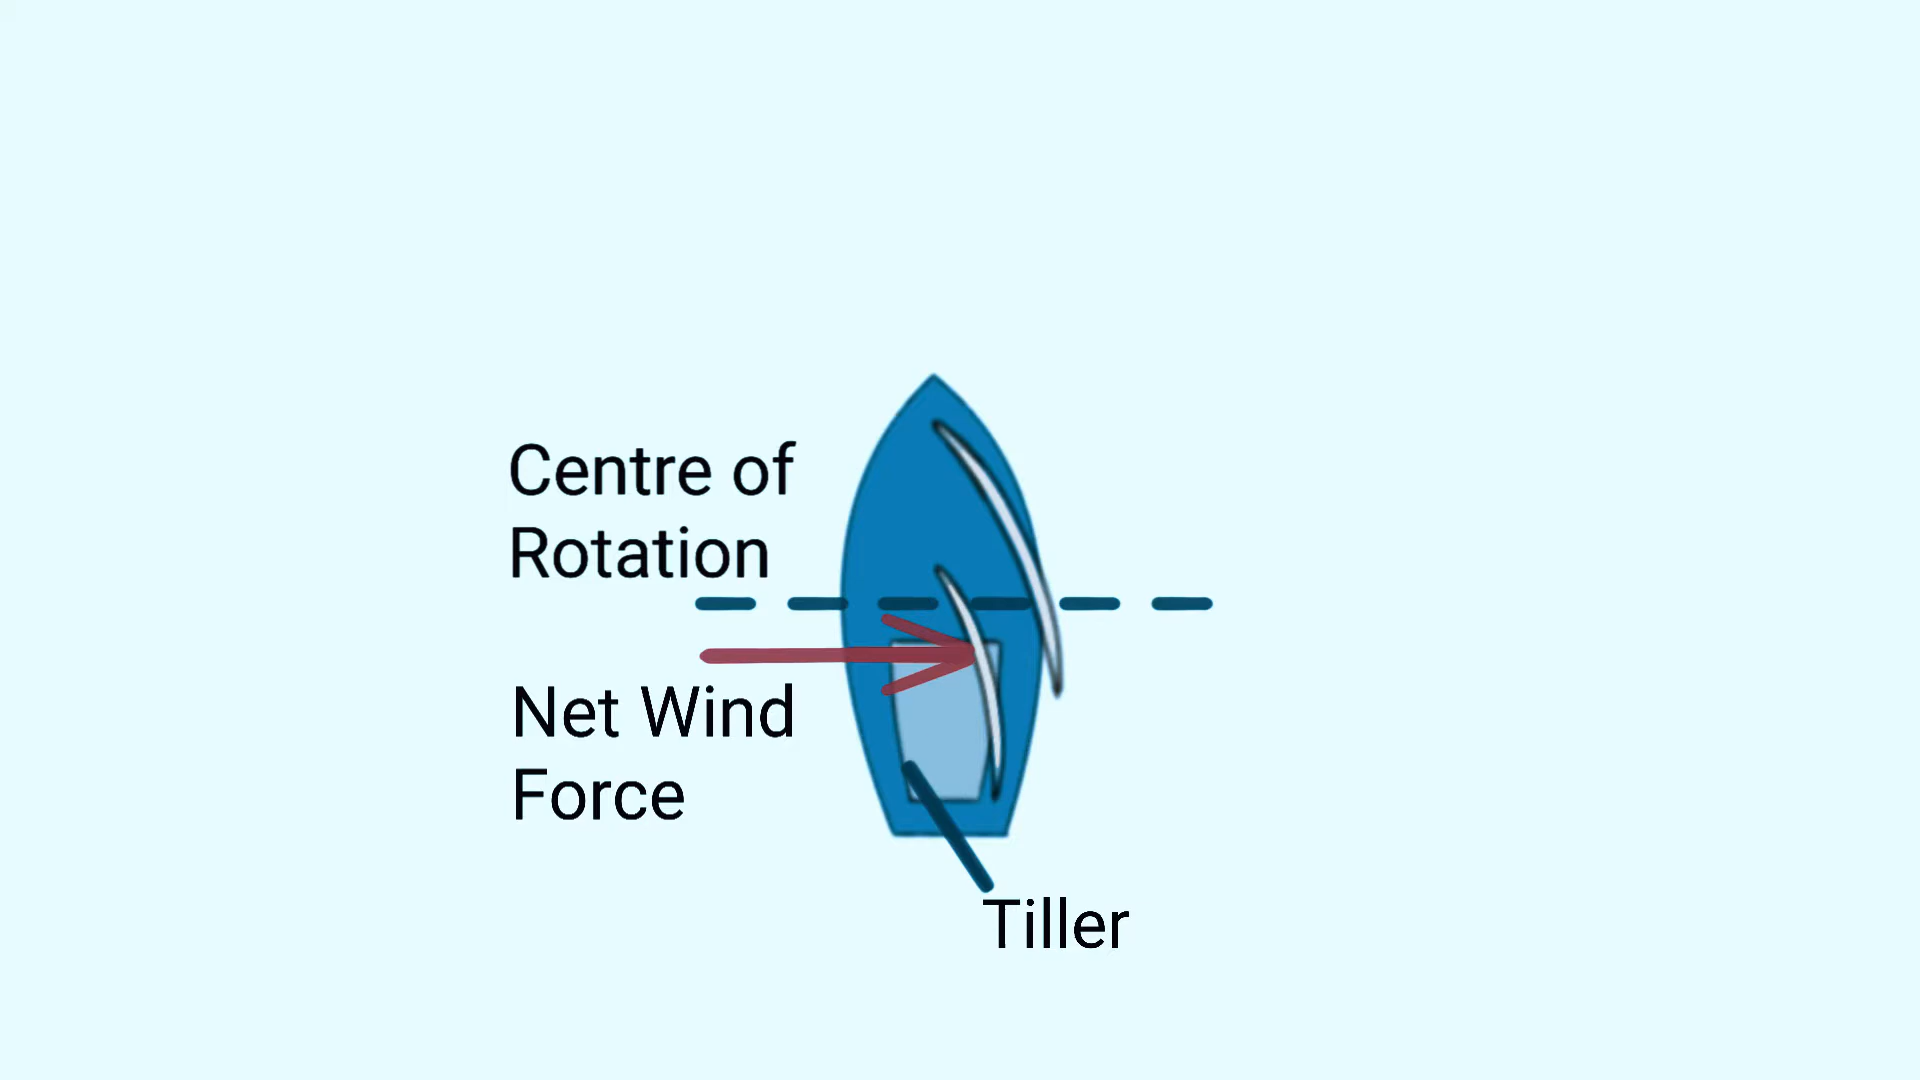 Centre of
Rotation
Net Wind
Force
Tiller